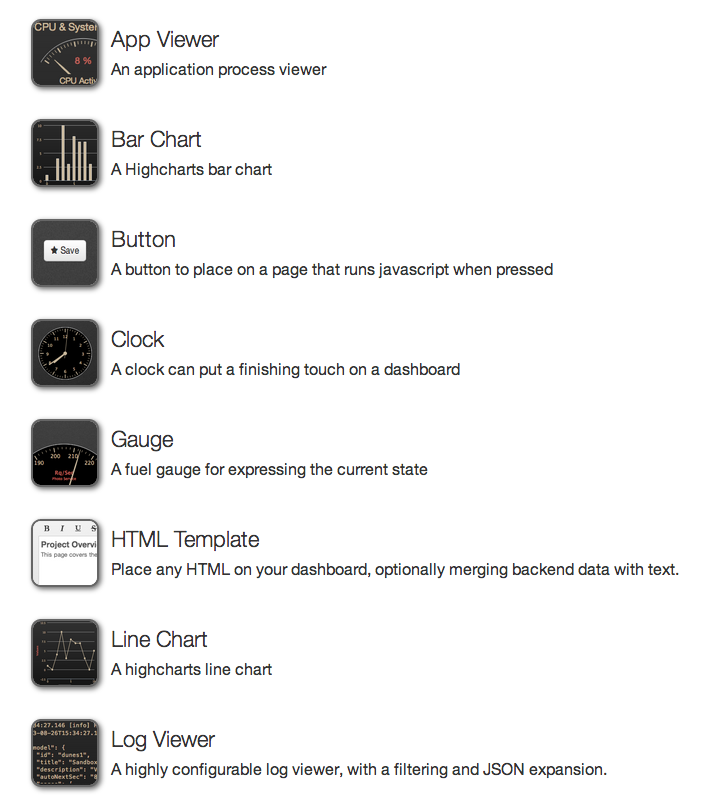 CPU & System
8 %
CPU Activ
App Viewer
An application process viewer
Bar Chart
A Highcharts bar chart
★ Save
Button
A button to place on a page that runs javascript when pressed
Clock
A clock can put a finishing touch on a dashboard
190 200 210 220
Rq/Sec
Gauge
A fuel gauge for expressing the current state
B I U S
Project Overvi
This page covers the
HTML Template
Place any HTML on your dashboard, optionally merging backend data with text.
Line Chart
A highcharts line chart
34:27.146 [info]
3-08-26T15:34:27.1
model": {
"id": "dunes1",
"title": "Sandbox
"description": "V
"autoNextSec": "8
Log Viewer
A highly configurable log viewer, with a filtering and JSON expansion.